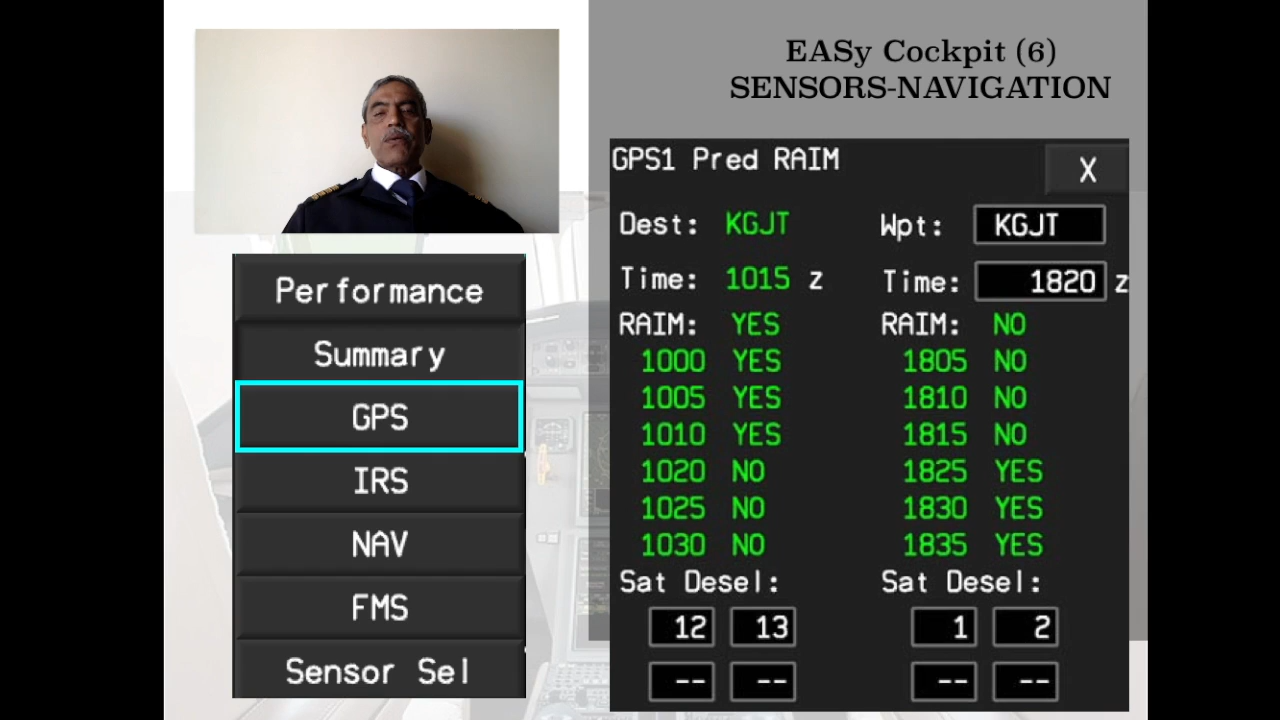 EASy Cockpit (6)
SENSORS-NAVIGATION
Performance
Summary
GPS
IRS
NAV
FMS
Sensor Sel
GPS1 Pred RAIM
X
Dest: KGJT Wpt: KGJT
Time: 1015 z Time: 1820 z
RAIM: YES RAIM: NO
1000 YES 1805 NO
1005 YES 1810 NO
1010 YES 1815 NO
1020 NO 1825 YES
1025 NO 1830 YES
1030 NO 1835 YES
Sat Desel: Sat Desel:
12 13 1 2
-- -- -- --